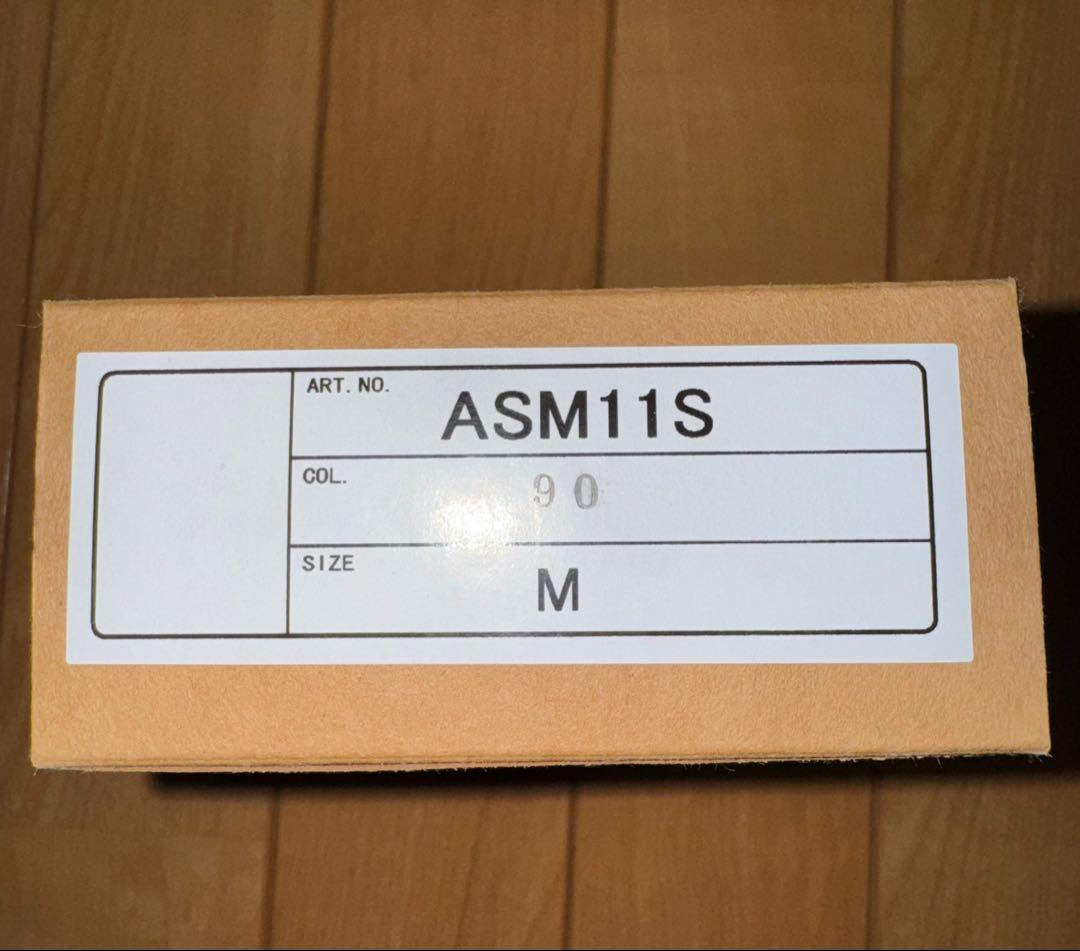 ART. NO. ASM11S
COL. 90
SIZE M